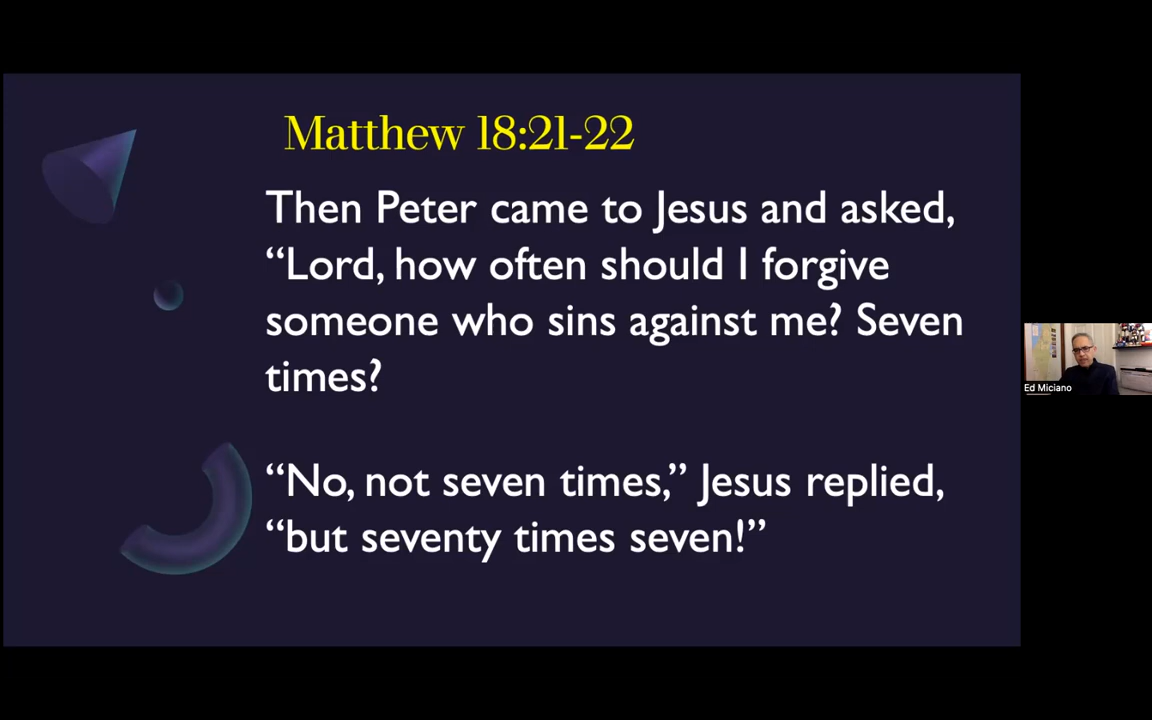 Matthew 18:21-22
Then Peter came to Jesus and asked,
“Lord, how often should I forgive
someone who sins against me? Seven
times?
“No, not seven times,” Jesus replied,
“but seventy times seven!”
Ed Miciano